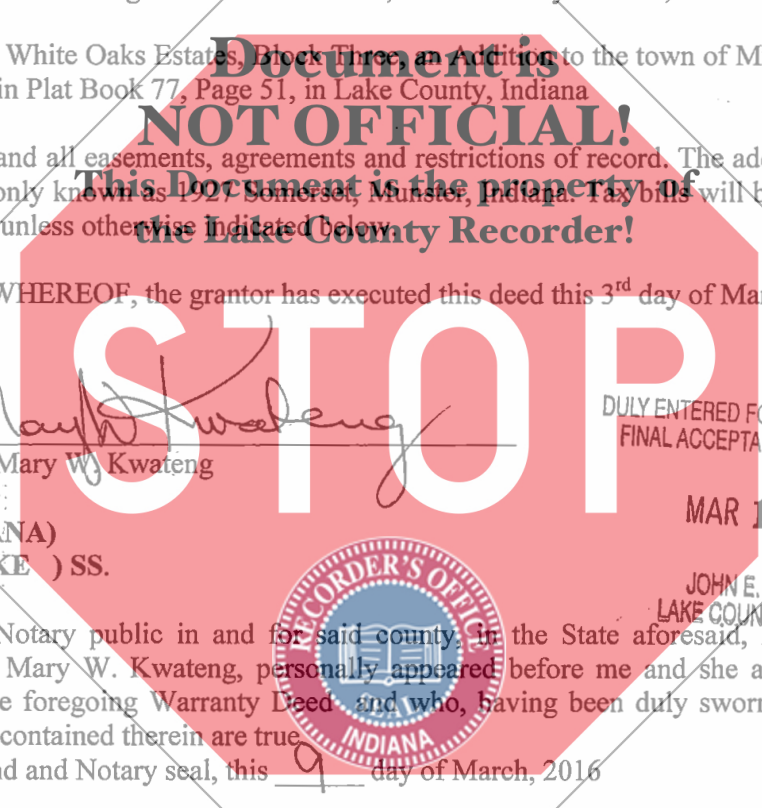 White Oaks Estates, Block Three, an Addition to the town of M
Document is
in Plat Book 77, Page 51, in Lake County, Indiana
NOT OFFICIAL!
and all easements, agreements and restrictions of record. The ad
This Document is the property of
only known as 1927 Somerset, Munster, Indiana. Tax bills will b
unless otherwise indicated below.
the Lake County Recorder!
WHEREOF, the grantor has executed this deed this 3rd day of Mar
STOP
Mary W Kwateng
DULY ENTERED FO
FINAL ACCEPTA
Mary W. Kwateng
MAR 1
ANA)
KE ) SS.
JOHN E.
LAKE COUN
RECORDER'S OFFICE
SEAL
INDIANA
Notary public in and for said county, in the State aforesaid,
Mary W. Kwateng, personally appeared before me and she a
e foregoing Warranty Deed and who, having been duly sworn
contained therein are true
nd and Notary seal, this 9 day of March, 2016